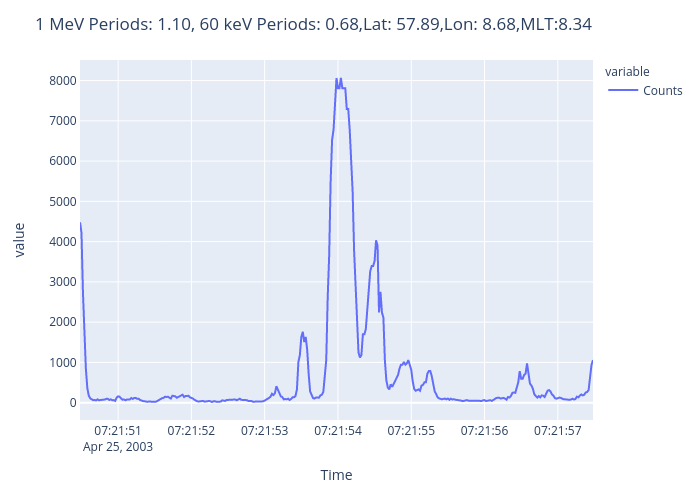 1 MeV Periods: 1.10, 60 keV Periods: 0.68,Lat: 57.89,Lon: 8.68,MLT:8.34
variable
Counts
8000
7000
6000
5000
4000
3000
2000
1000
0
value
07:21:51 07:21:52 07:21:53 07:21:54 07:21:55 07:21:56 07:21:57
Apr 25, 2003
Time